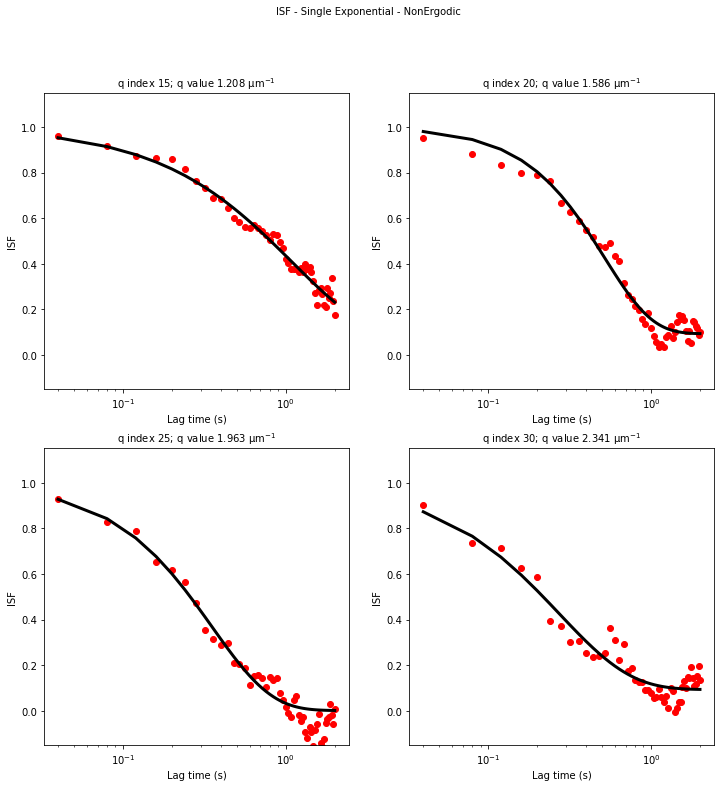 ISF - Single Exponential - NonErgodic
q index 15; q value 1.208 μm⁻¹
1.0
0.8
0.6
0.4
0.2
0.0
ISF
10⁻¹
10⁰
Lag time (s)
q index 20; q value 1.586 μm⁻¹
1.0
0.8
0.6
0.4
0.2
0.0
ISF
10⁻¹
10⁰
Lag time (s)
q index 25; q value 1.963 μm⁻¹
1.0
0.8
0.6
0.4
0.2
0.0
ISF
10⁻¹
10⁰
Lag time (s)
q index 30; q value 2.341 μm⁻¹
1.0
0.8
0.6
0.4
0.2
0.0
ISF
10⁻¹
10⁰
Lag time (s)